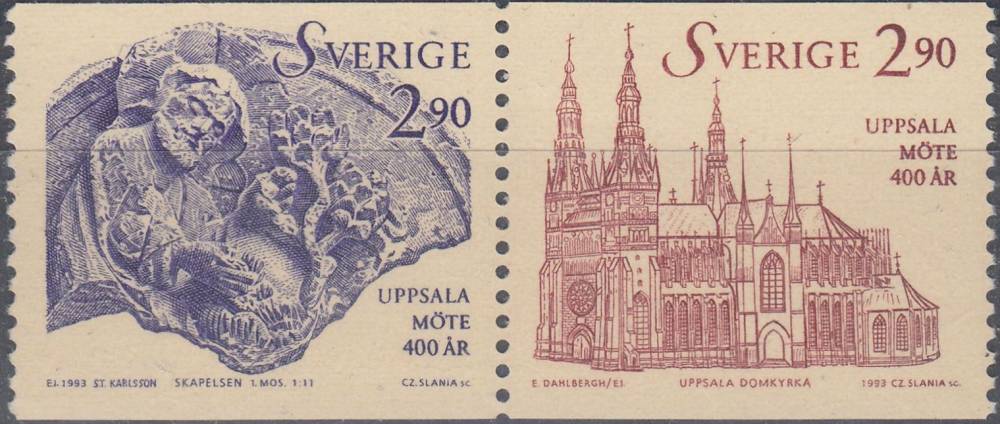 SVERIGE
2.90
UPPSALA
MÖTE
400 ÅR
EJ. 1993 ST. KARLSSON SKAPELSEN 1. MOS. 1:11 CZ. SLANIA SC.
SVERIGE 2.90
UPPSALA
MÖTE
400 ÅR
E. DAHLBERGH/EJ. UPPSALA DOMKYRKA 1993 CZ. SLANIA SC.